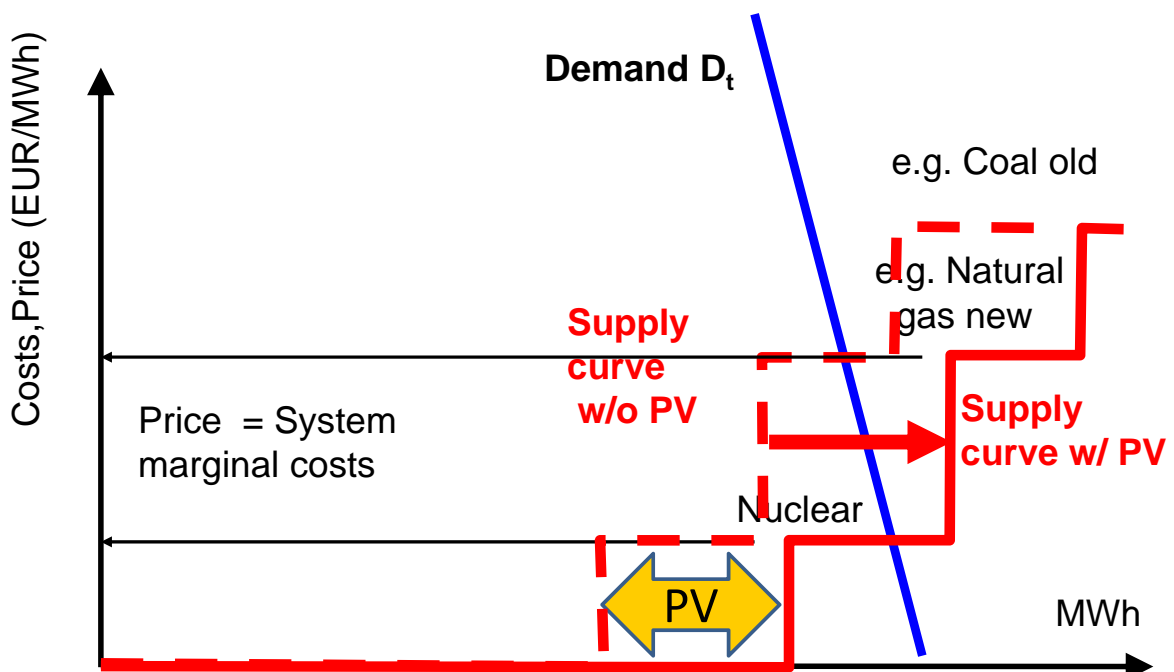 Demand Dt
Costs,Price (EUR/MWh)
e.g. Coal old
e.g. Natural
gas new
Supply
curve
w/o PV
Price = System
marginal costs
Supply
curve w/ PV
Nuclear
PV
MWh